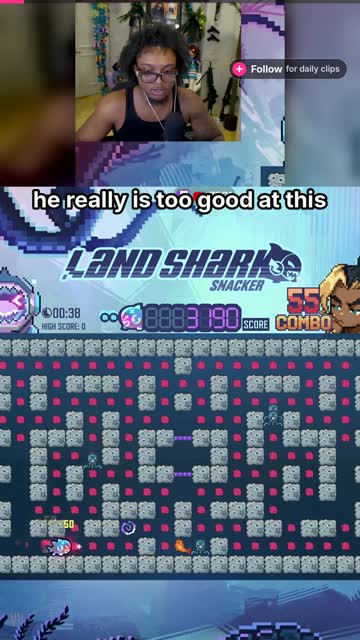 Follow for daily clips
he really is too good at this
LAND SHARK
SNACKER
00:38
HIGH SCORE: 0
3190 SCORE
55
COMBO
50